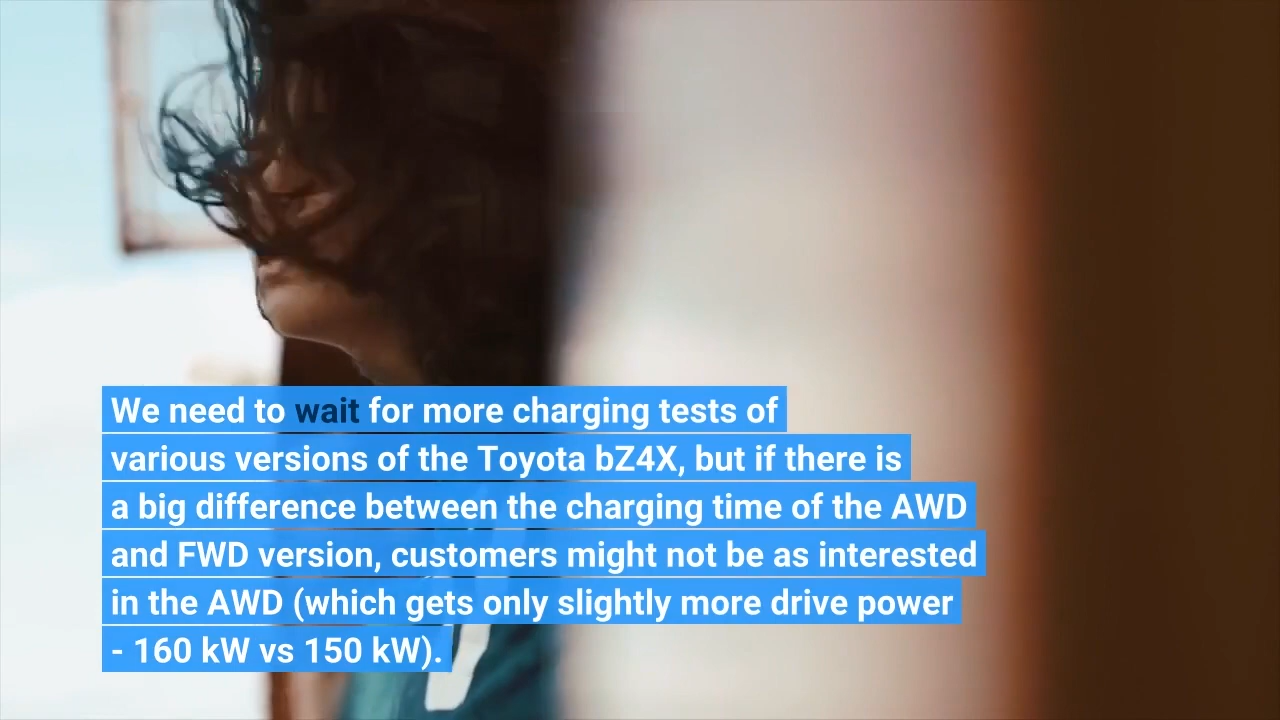 We need to wait for more charging tests of
various versions of the Toyota bZ4X, but if there is
a big difference between the charging time of the AWD
and FWD version, customers might not be as interested
in the AWD (which gets only slightly more drive power
- 160 kW vs 150 kW).